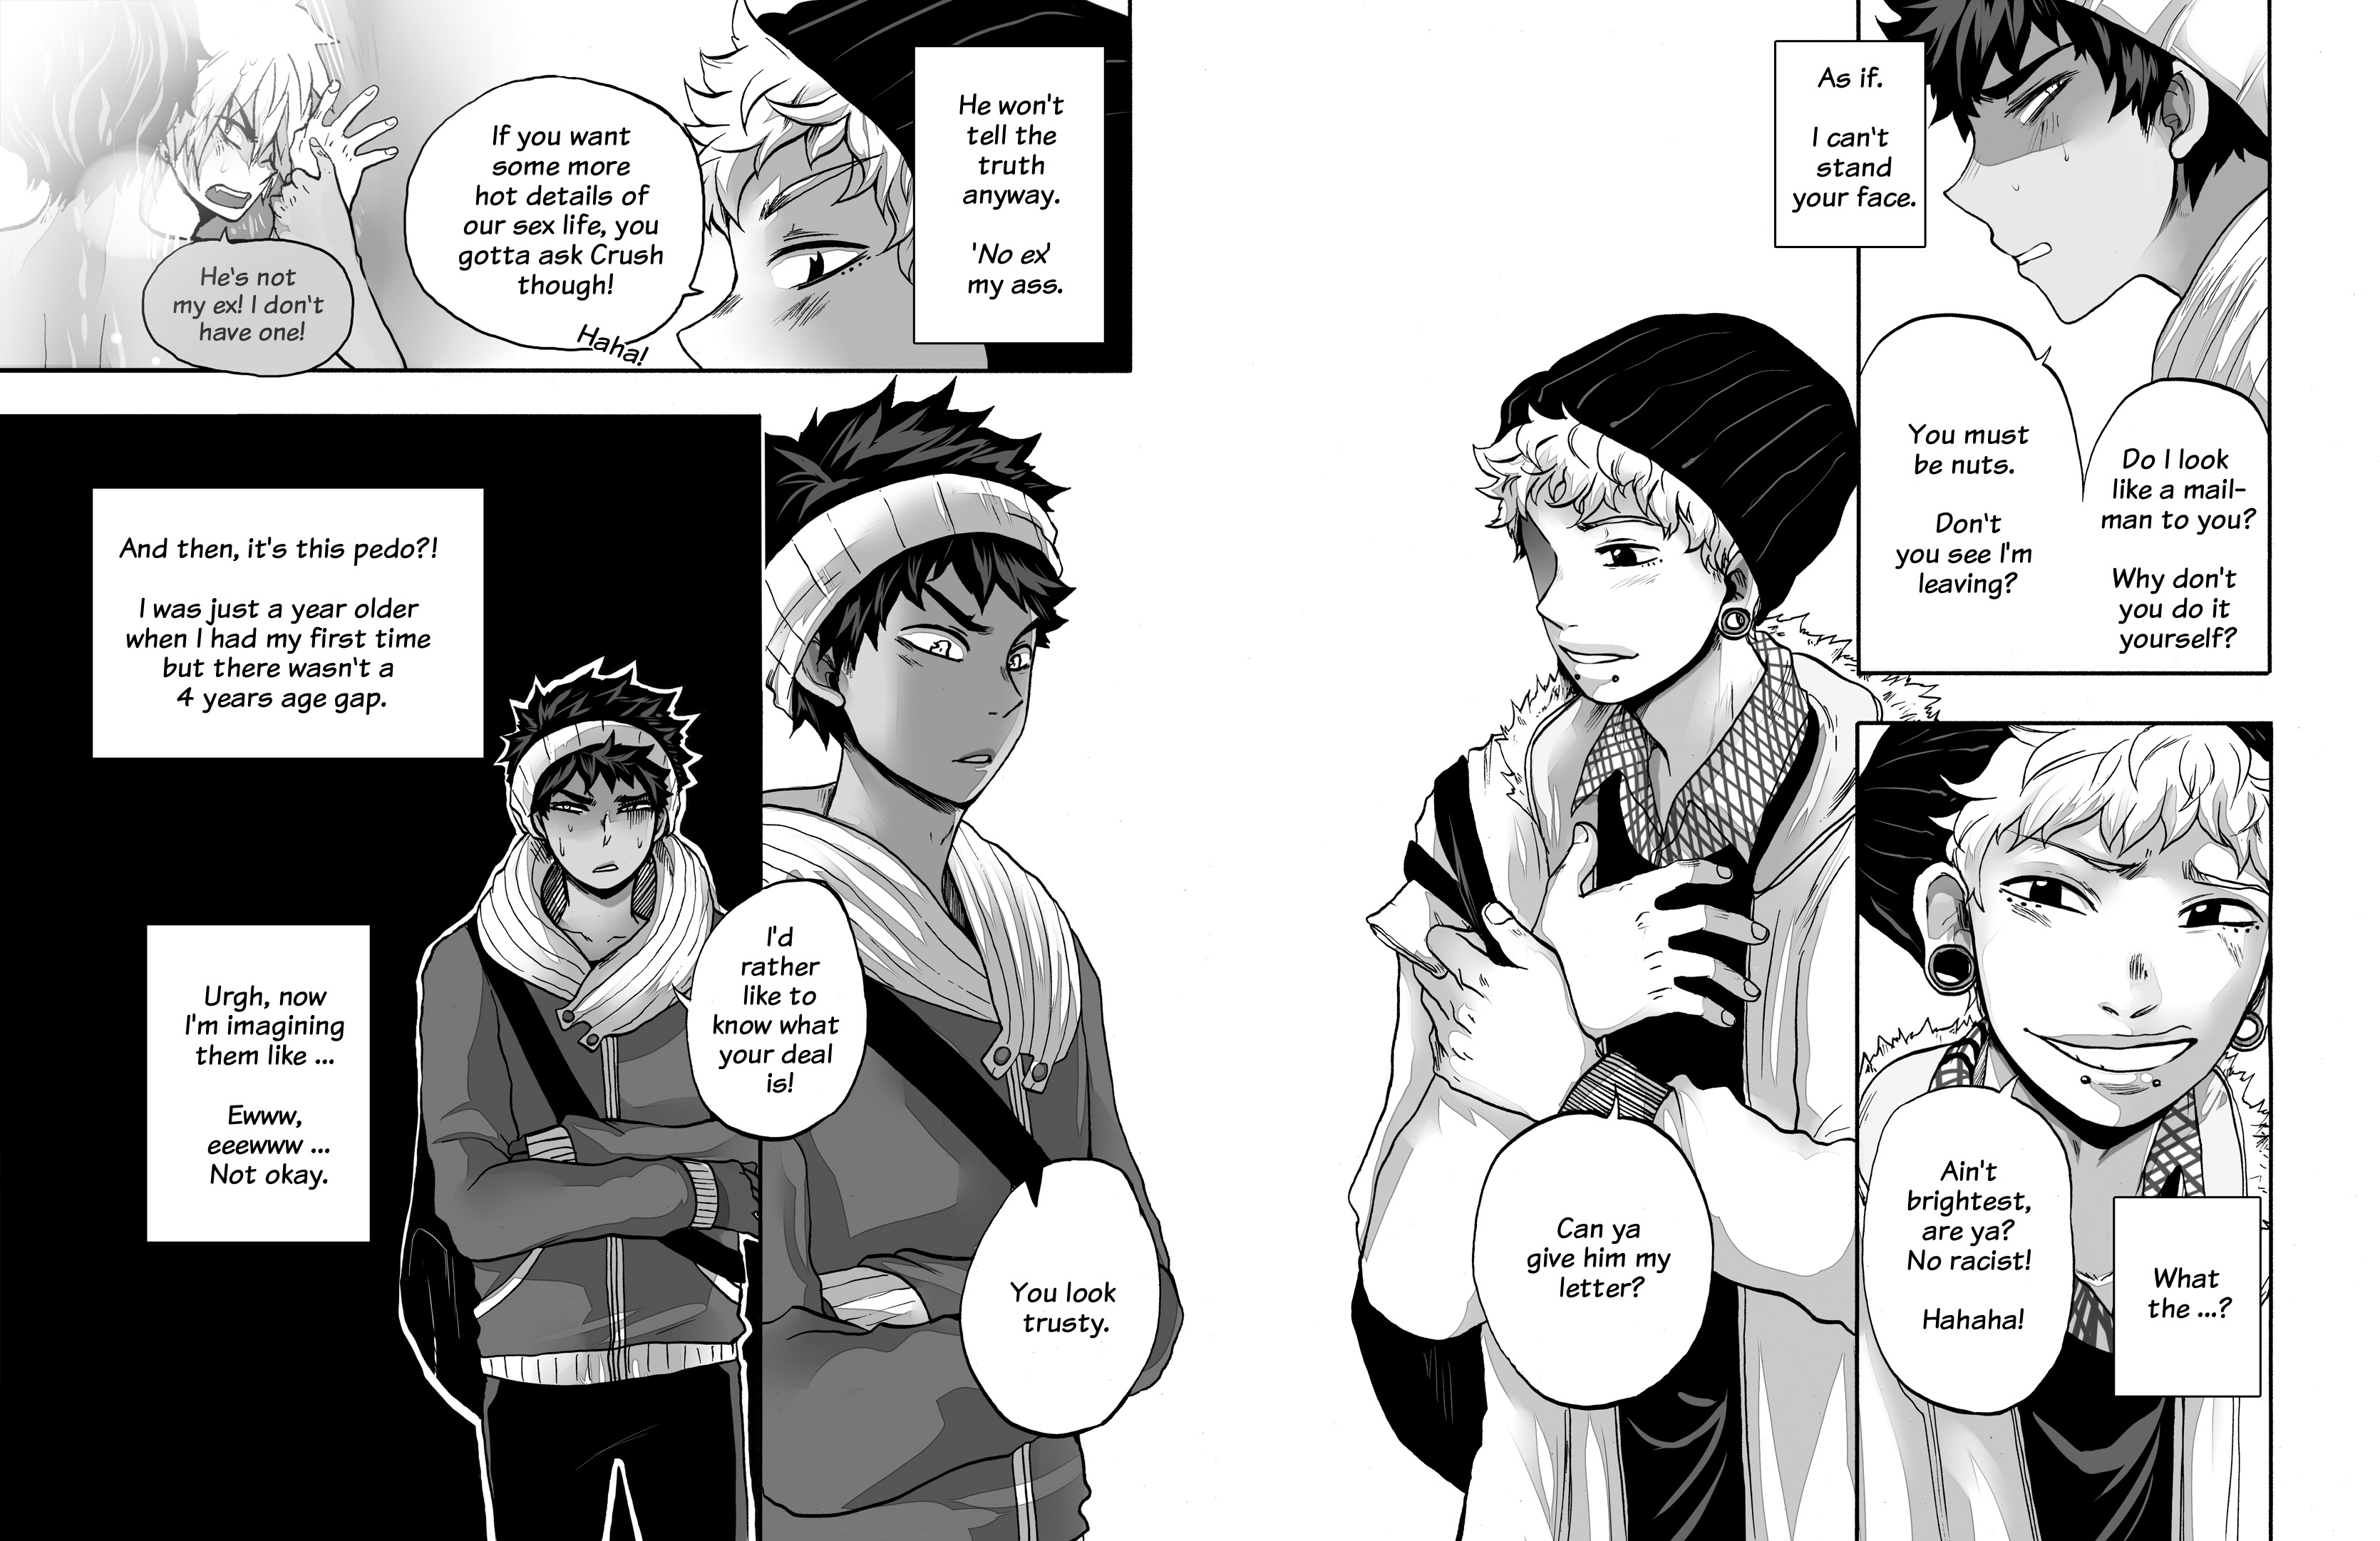 He's not
my ex! I don't
have one!
If you want
some more
hot details of
our sex life, you
gotta ask Crush
though!
Haha!
He won't
tell the
truth
anyway.
'No ex'
my ass.
And then, it's this pedo?!
I was just a year older
when I had my first time
but there wasn't a
4 years age gap.
Urgh, now
I'm imagining
them like ...
Ewww,
eeewww ...
Not okay.
I'd
rather
like to
know what
your deal
is!
You look
trusty.
Can ya
give him my
letter?
As if.
I can't
stand
your face.
You must
be nuts.
Don't
you see I'm
leaving?
Do I look
like a mail-
man to you?
Why don't
you do it
yourself?
Ain't
brightest,
are ya?
No racist!
Hahaha!
What
the ...?